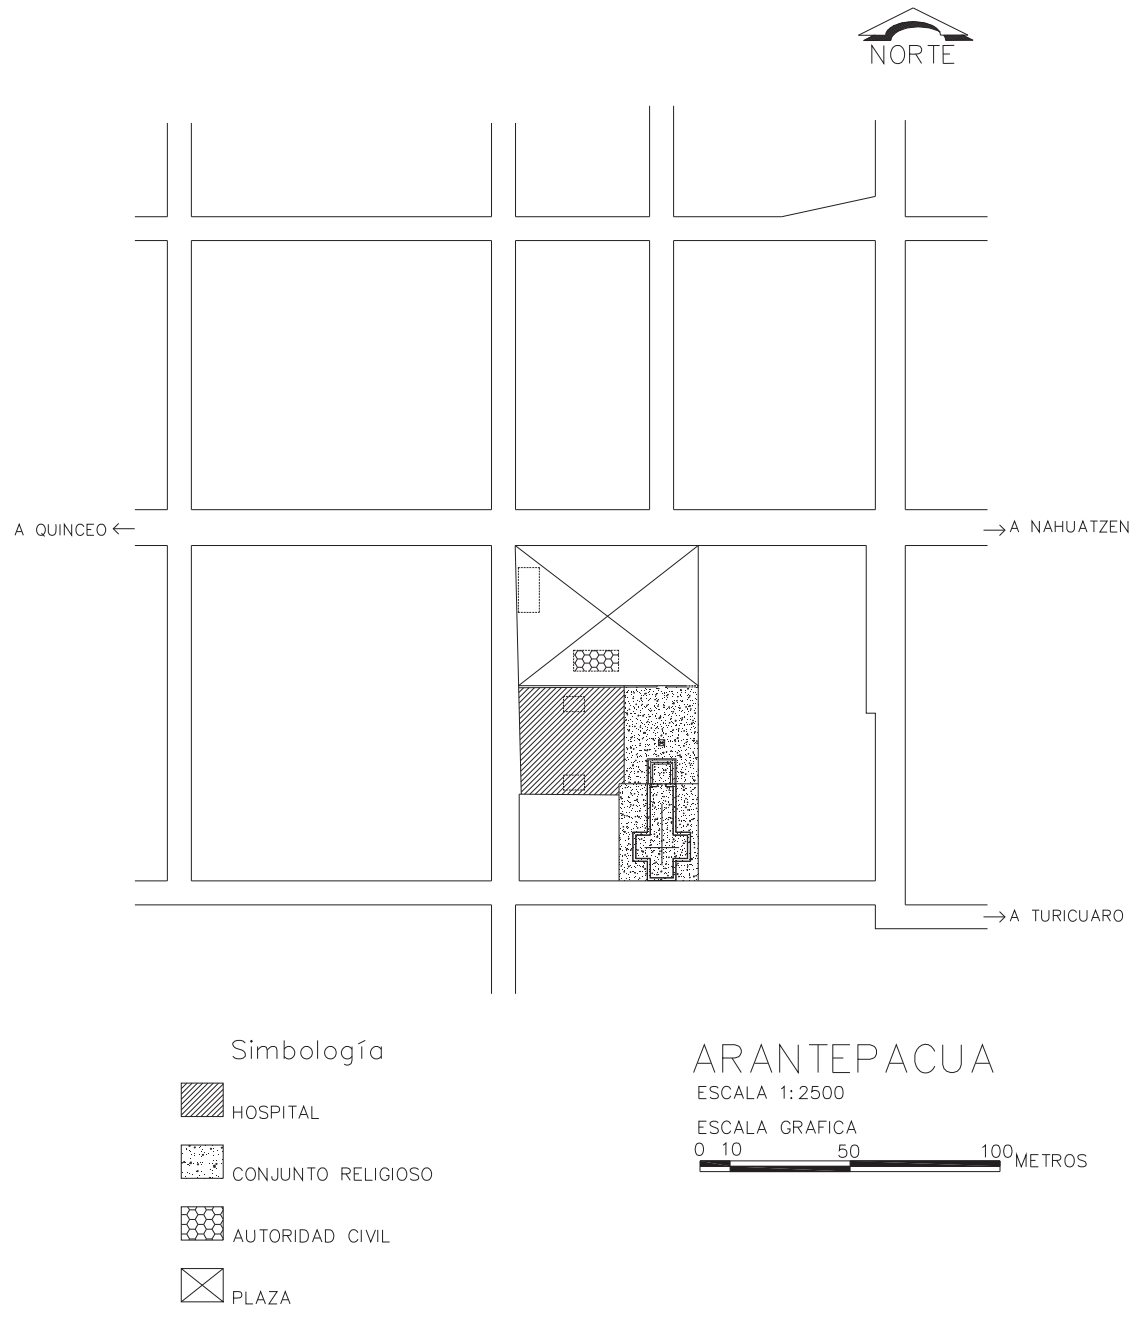 NORTE
A QUINCEO
A NAHUATZEN
A TURICUARO
Simbología
HOSPITAL
CONJUNTO RELIGIOSO
AUTORIDAD CIVIL
PLAZA
ARANTEPACUA
ESCALA 1:2500
ESCALA GRAFICA
0 10 50 100 METROS